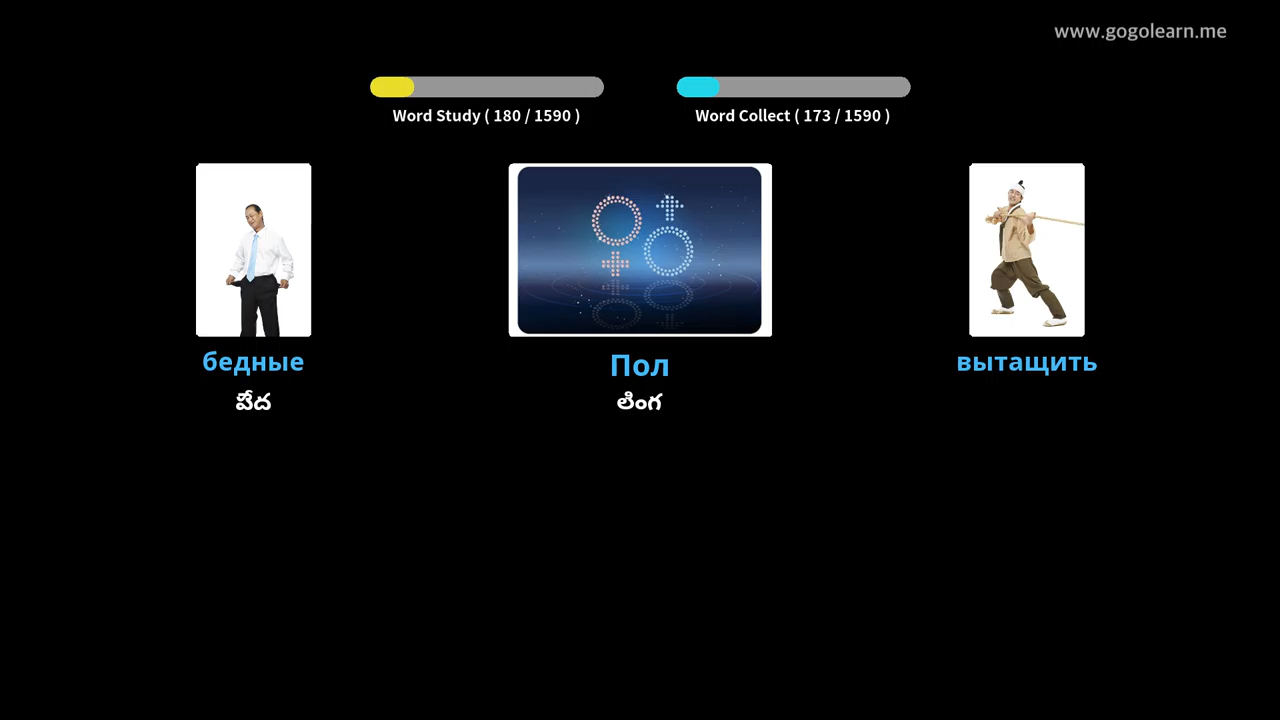 www.gogolearn.me
Word Study ( 180 / 1590 )
Word Collect ( 173 / 1590 )
бедные
Пол
вытащить
పేద
లింగ